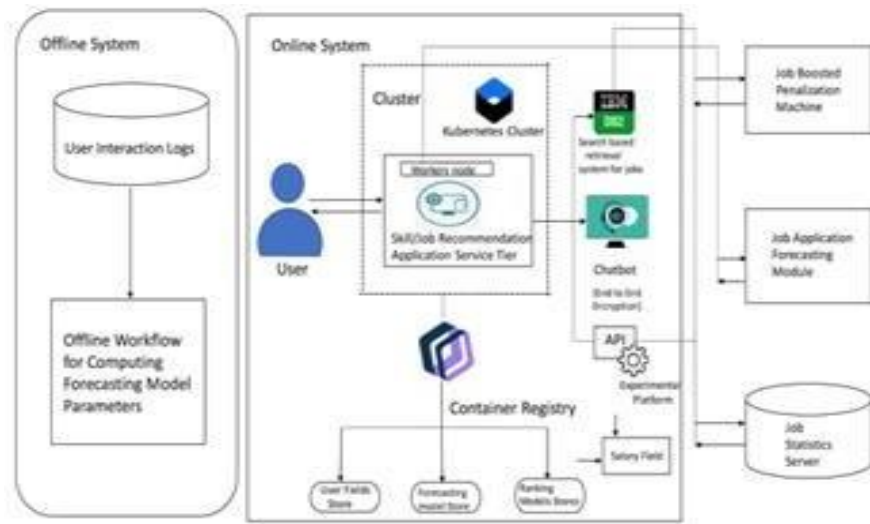 Offline System
User Interaction Logs
Offline Workflow
for Computing
Forecasting Model
Parameters
Online System
Cluster
Kubernetes Cluster
Workers node
Skill/Job Recommendation
Application Service Tier
User
IBM
DB2
Search based
retrieval
system for jobs
Chatbot
(End to End
Encryption)
API
Experimental
Platform
Container Registry
User Fields
Store
Forecasting
model Store
Ranking
Models Stores
Salary Field
Job Boosted
Penalization
Machine
Job Application
Forecasting
Module
Job
Statistics
Server